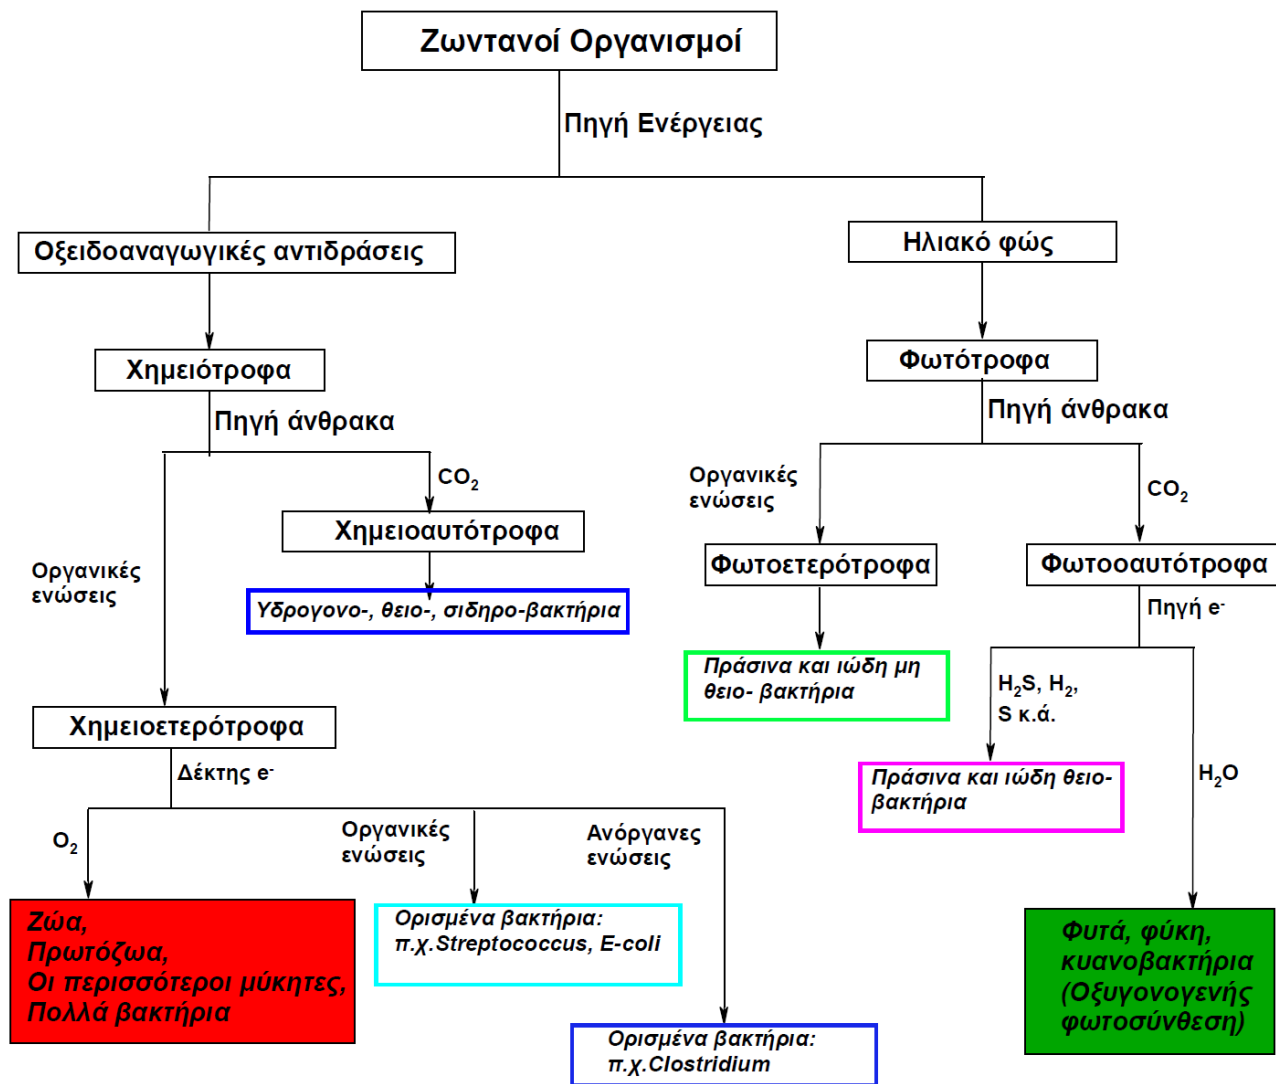 Ζωντανοί Οργανισμοί
Πηγή Ενέργειας
Οξειδοαναγωγικές αντιδράσεις
Ηλιακό φώς
Χημειότροφα
Φωτότροφα
Πηγή άνθρακα
Πηγή άνθρακα
CO₂
Οργανικές
ενώσεις
CO₂
Χημειοαυτότροφα
Οργανικές
ενώσεις
Φωτοετερότροφα
Φωτοοαυτότροφα
Υδρογονο-, θειο-, σιδηρο-βακτήρια
Πηγή e⁻
Πράσινα και ιώδη μη
θειο- βακτήρια
H₂S, H₂,
S κ.ά.
Χημειοετερότροφα
Δέκτης e⁻
Πράσινα και ιώδη θειο-
βακτήρια
H₂O
O₂
Οργανικές
ενώσεις
Ανόργανες
ενώσεις
Ζώα,
Πρωτόζωα,
Οι περισσότεροι μύκητες,
Πολλά βακτήρια
Ορισμένα βακτήρια:
π.χ.Streptococcus, E-coli
Φυτά, φύκη,
κυανοβακτήρια
(Οξυγονογενής
φωτοσύνθεση)
Ορισμένα βακτήρια:
π.χ.Clostridium